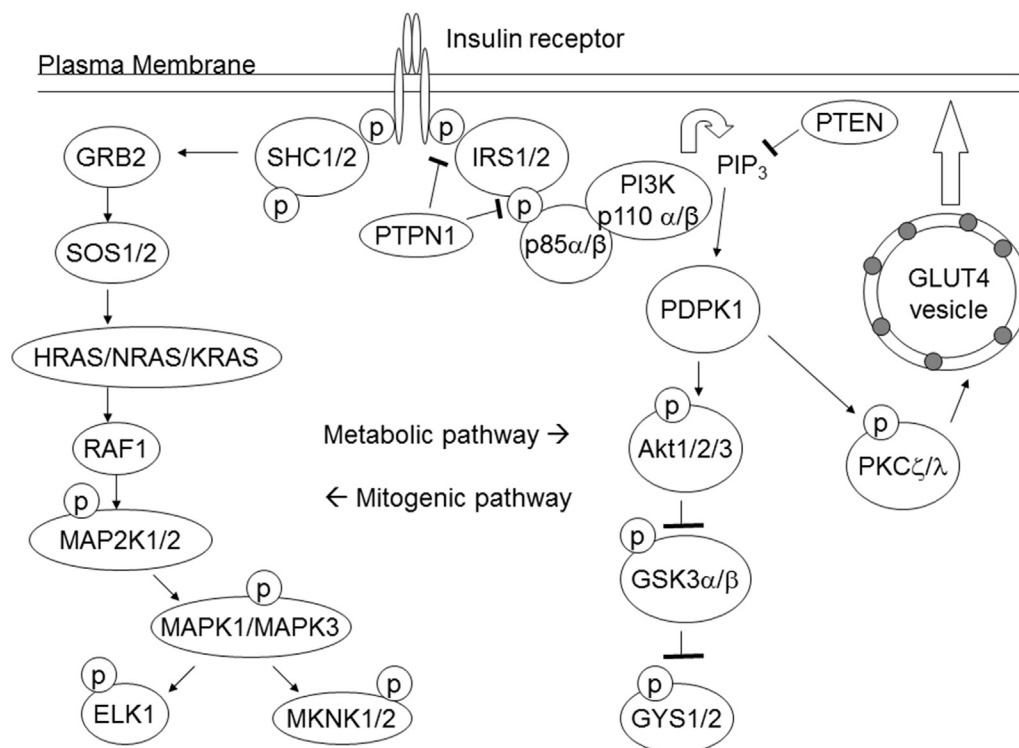 Insulin receptor
Plasma Membrane
p
p
PTEN
GRB2
SHC1/2
IRS1/2
PIP3
p
p
PI3K
p110 α/β
PTPN1
p85α/β
SOS1/2
GLUT4
vesicle
PDPK1
HRAS/NRAS/KRAS
p
p
RAF1
Metabolic pathway →
Akt1/2/3
PKCζ/λ
← Mitogenic pathway
p
MAP2K1/2
p
GSK3α/β
p
MAPK1/MAPK3
p
p
p
ELK1
MKNK1/2
GYS1/2